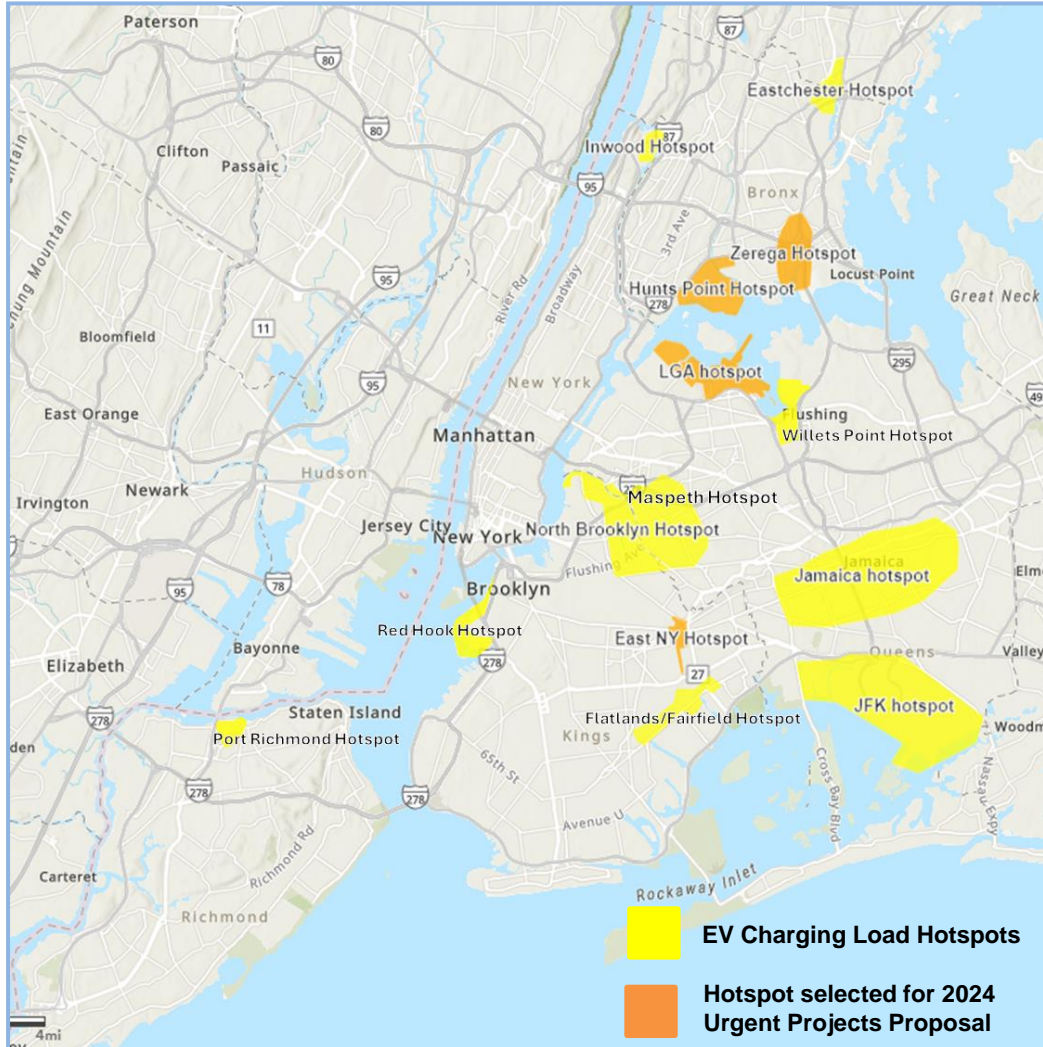 Paterson
87
80
Eastchester Hotspot
80
87
Inwood Hotspot
Clifton
Passaic
95
Bronx
3rd Ave
Zerega Hotspot
Locust Point
95
Hunts Point Hotspot
278
River Rd
Broadway
Great Neck
11
Bloomfield
295
LGA hotspot
95
New York
East Orange
Flushing
Willets Point Hotspot
Manhattan
Hudson
Newark
Irvington
Maspeth Hotspot
Jersey City
New York
North Brooklyn Hotspot
Flushing Ave
Jamaica
Jamaica hotspot
78
95
Brooklyn
Red Hook Hotspot
East NY Hotspot
Bayonne
278
27
Queens
Valley
Elizabeth
278
Staten Island
JFK hotspot
Port Richmond Hotspot
Flatlands/Fairfield Hotspot
Kings
65th St
278
278
Cross Bay Blvd
Nassau Expy
Avenue U
Richmond Rd
Carteret
Rockaway Inlet
Richmond
EV Charging Load Hotspots
Hotspot selected for 2024
Urgent Projects Proposal
4mi